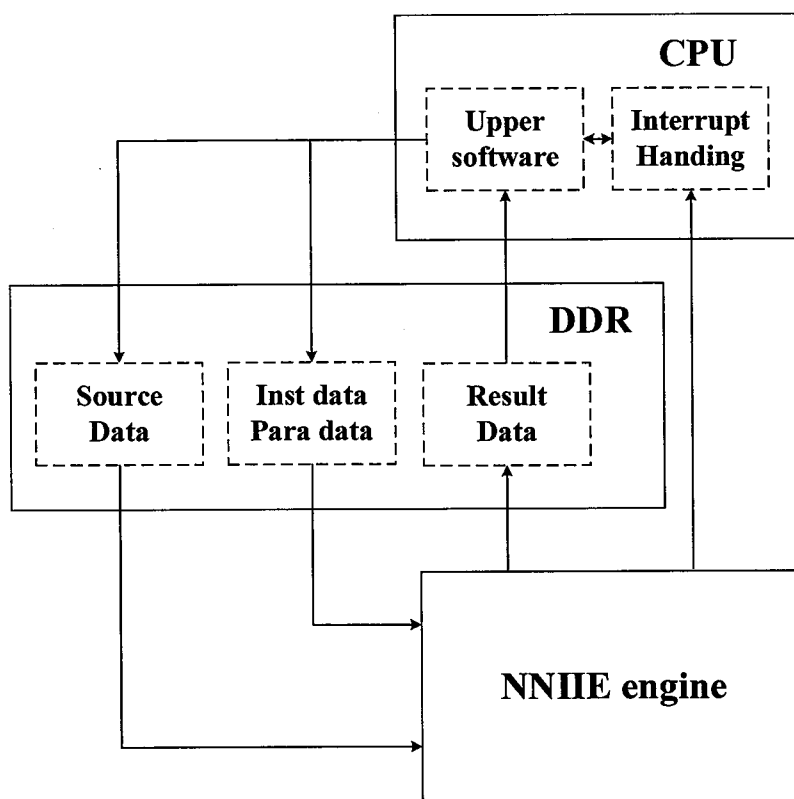 CPU
Upper
software
Interrupt
Handing
DDR
Source
Data
Inst data
Para data
Result
Data
NNIIE engine